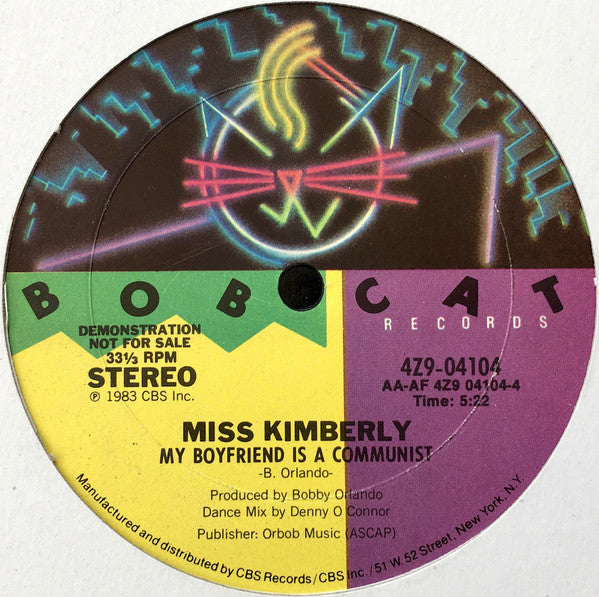 BOBCAT
RECORDS
DEMONSTRATION
NOT FOR SALE
33⅓ RPM
STEREO
℗ 1983 CBS Inc.
4Z9-04104
AA-AF 4Z9 04104-4
Time: 5:22
MISS KIMBERLY
MY BOYFRIEND IS A COMMUNIST
-B. Orlando-
Produced by Bobby Orlando
Dance Mix by Denny O Connor
Publisher: Orbob Music (ASCAP)
Manufactured and distributed by CBS Records/CBS Inc./51 W. 52 Street, New York, N.Y.